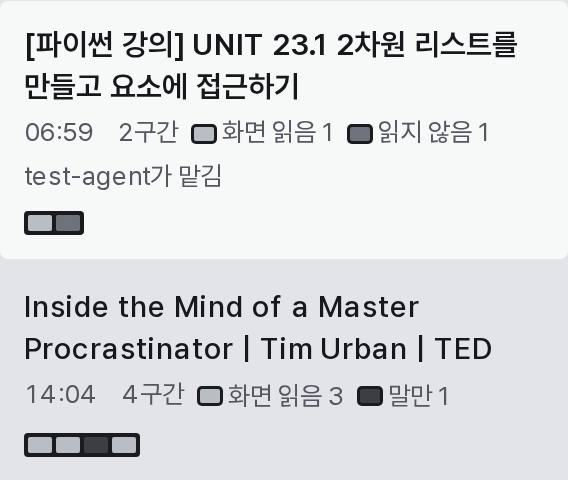 [파이썬 강의] UNIT 23.1 2차원 리스트를
만들고 요소에 접근하기
06:59 2구간 화면 읽음 1 읽지 않음 1
test-agent가 맡김
Inside the Mind of a Master
Procrastinator | Tim Urban | TED
14:04 4구간 화면 읽음 3 말만 1